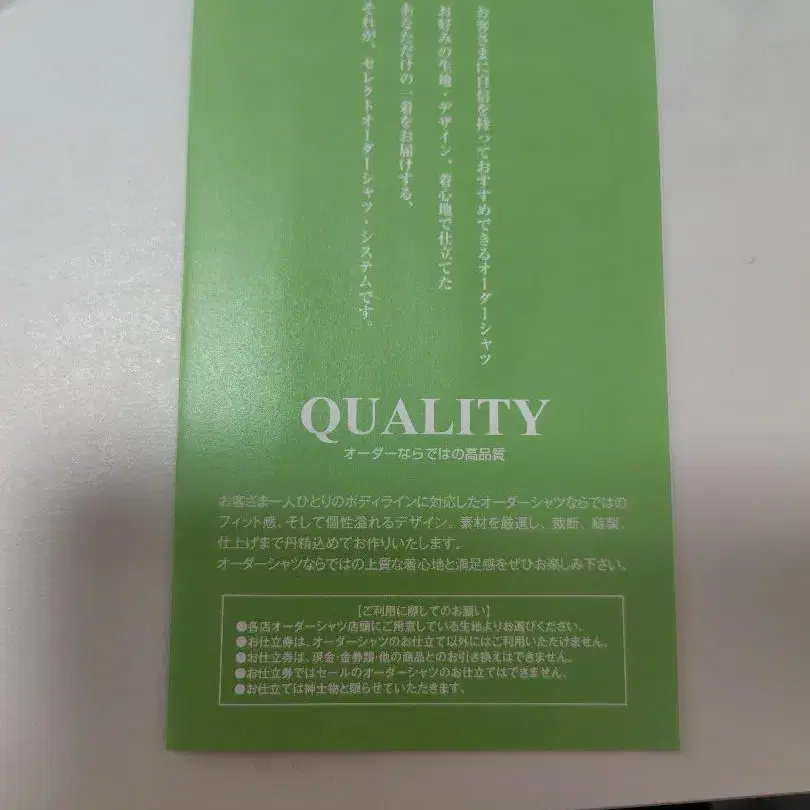 お客さまに自信を持っておすすめできるオーダーシャツ
お好みの生地・デザイン、着心地で仕立てた
あなただけの一着をお届けする、
それが、セレクトオーダーシャツ・システムです。
QUALITY
オーダーならではの高品質
お客さま一人ひとりのボディラインに対応したオーダーシャツならではの
フィット感、そして個性溢れるデザイン。素材を厳選し、裁断、縫製、
仕上げまで丹精込めてお作りいたします。
オーダーシャツならではの上質な着心地と満足感をぜひお楽しみ下さい。
【ご利用に際してのお願い】
●各店オーダーシャツ店頭にご用意している生地よりお選びください。
●お仕立券は、オーダーシャツのお仕立て以外にはご利用いただけません。
●お仕立券は、現金・金券類・他の商品とのお引き換えはできません。
●お仕立券ではセールのオーダーシャツのお仕立てはできません。
●お仕立ては紳士物と限らせていただきます。